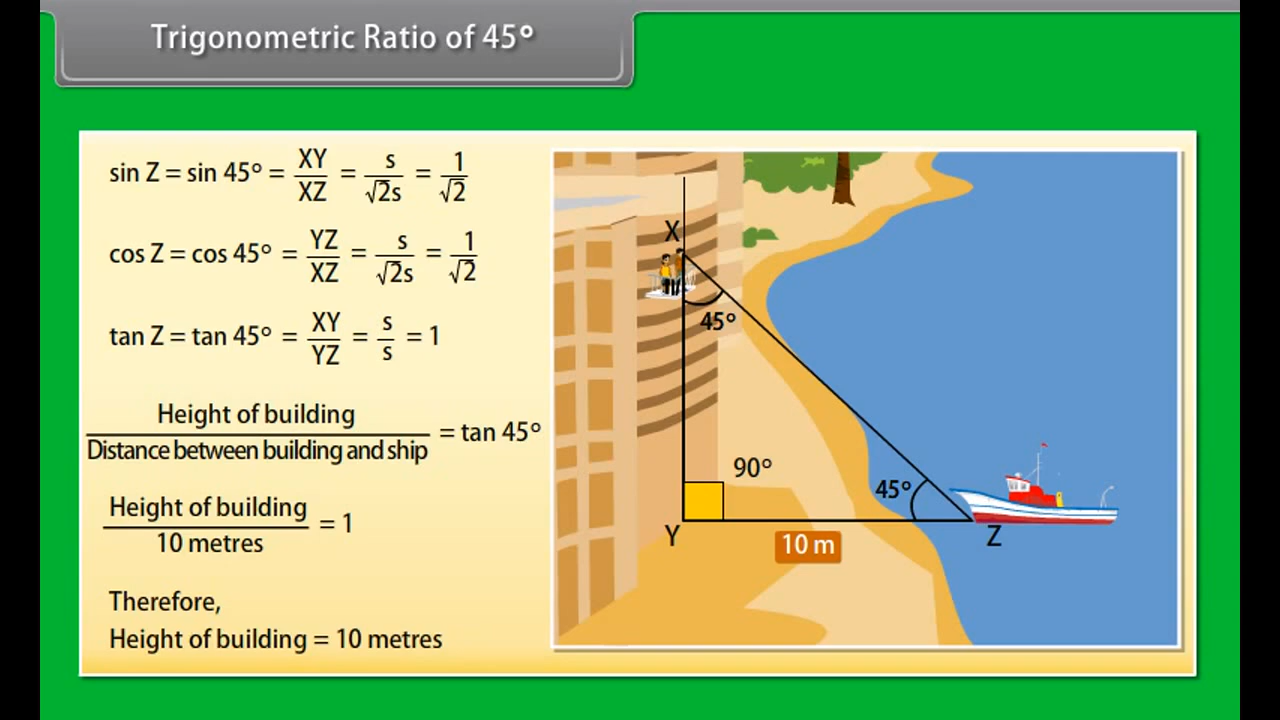 Trigonometric Ratio of 45°
sin Z = sin 45° = XY/XZ = s/√2s = 1/√2
cos Z = cos 45° = YZ/XZ = s/√2s = 1/√2
tan Z = tan 45° = XY/YZ = s/s = 1
Height of building
Distance between building and ship
= tan 45°
Height of building
10 metres
= 1
Therefore,
Height of building = 10 metres
X
45°
90°
45°
Y
10 m
Z